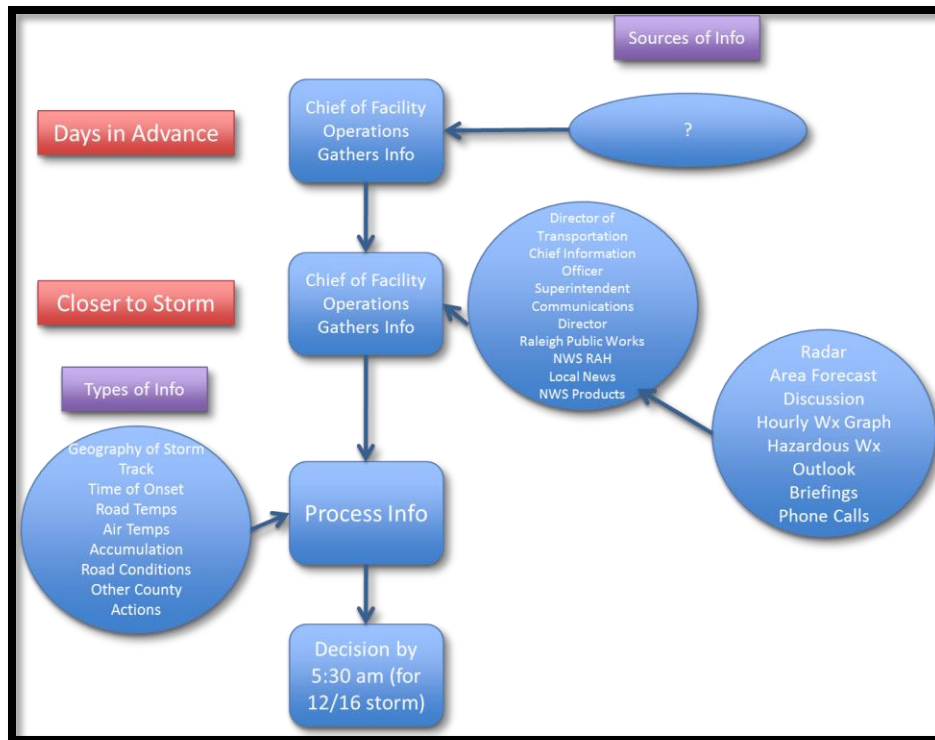 Sources of Info
Days in Advance
Chief of Facility
Operations
Gathers Info
?
Closer to Storm
Chief of Facility
Operations
Gathers Info
Director of
Transportation
Chief Information
Officer
Superintendent
Communications
Director
Raleigh Public Works
NWS RAH
Local News
NWS Products
Radar
Area Forecast
Discussion
Hourly Wx Graph
Hazardous Wx
Outlook
Briefings
Phone Calls
Types of Info
Geography of Storm
Track
Time of Onset
Road Temps
Air Temps
Accumulation
Road Conditions
Other County
Actions
Process Info
Decision by
5:30 am (for
12/16 storm)